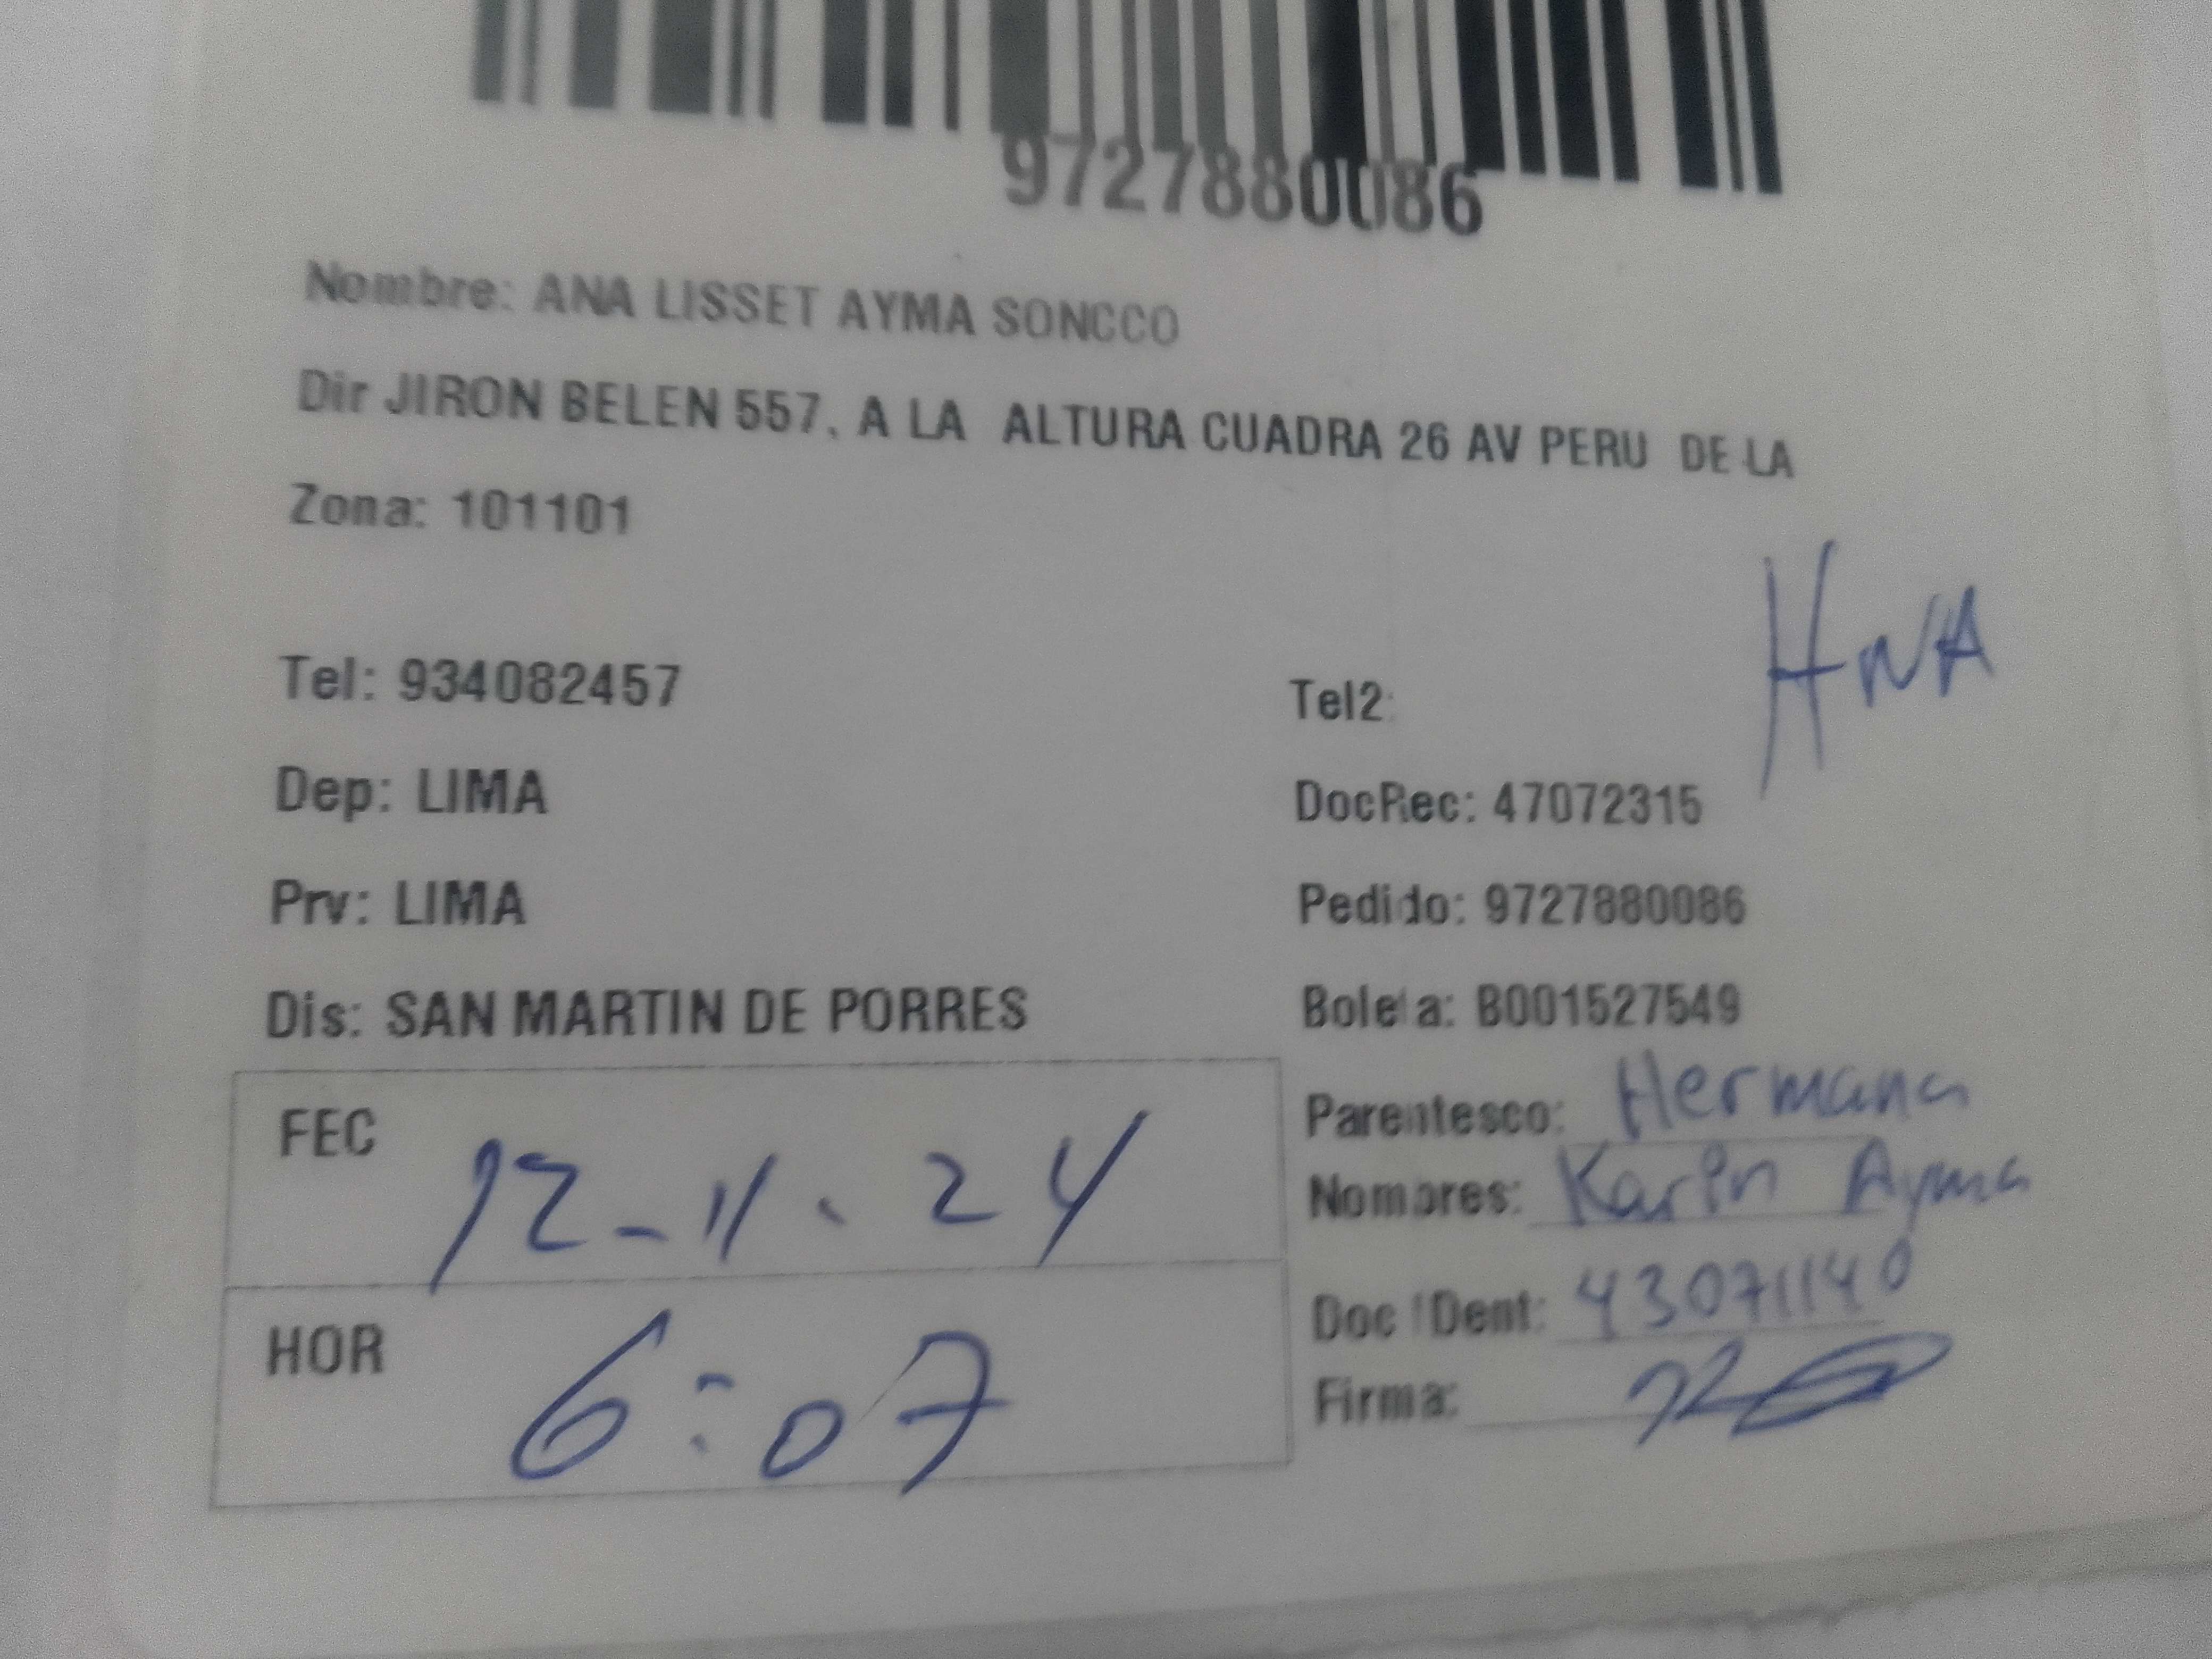 9727880086
Nombre: ANA LISSET AYMA SONCCO
Dir JIRON BELEN 557, A LA ALTURA CUADRA 26 AV PERU DE LA
Zona: 101101
HNA
Tel: 934082457
Tel2:
Dep: LIMA
DocRec: 47072315
Prv: LIMA
Pedido: 9727880086
Dis: SAN MARTIN DE PORRES
Boleta: B001527549
FEC 12-11.24
Parentesco: Hermana
Nombres: Karin Ayma
HOR 6:07
Doc IDent: 43071140
Firma: